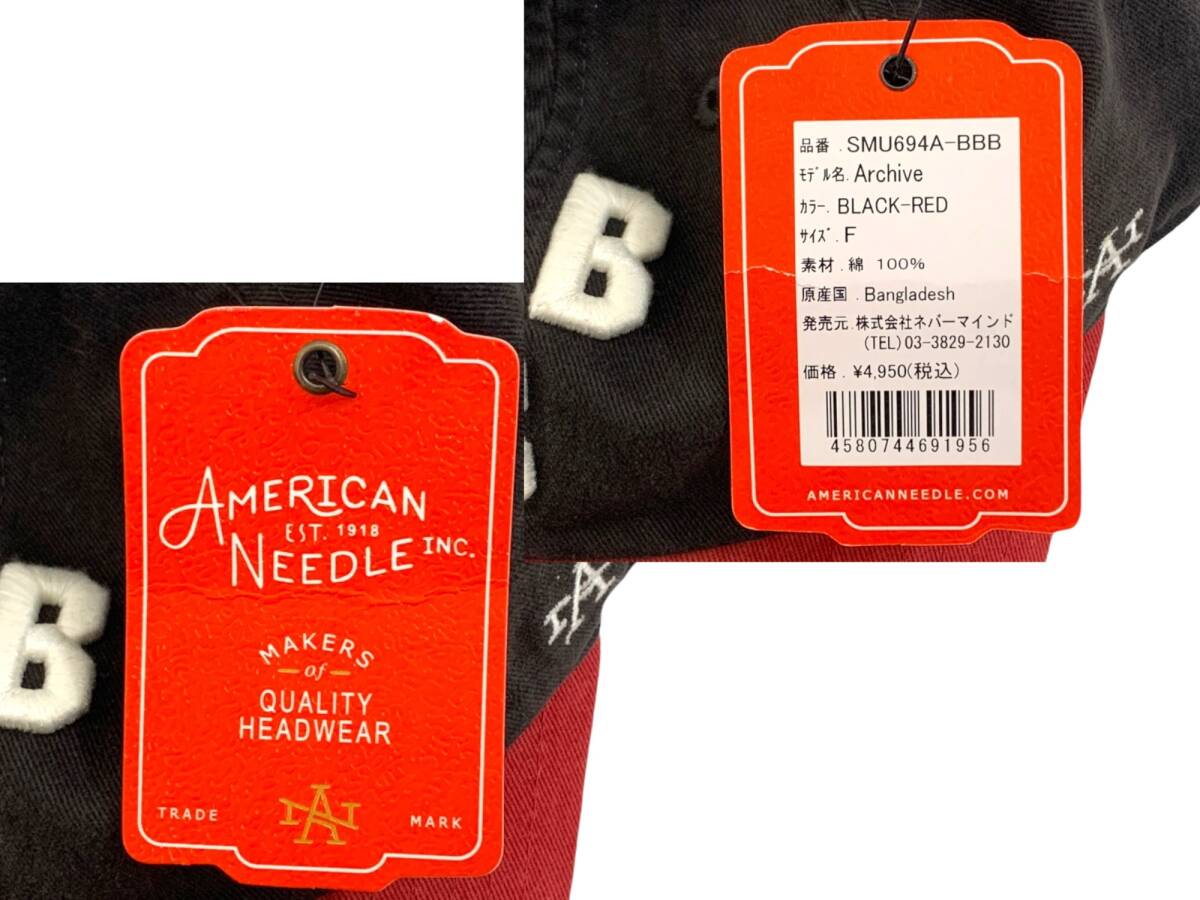 B
品番 . SMU694A-BBB
ﾓﾃﾞﾙ名. Archive
ｶﾗｰ. BLACK-RED
ｻｲｽﾞ. F
素材 . 綿 100%
原産国 . Bangladesh
発売元 . 株式会社ネバーマインド
(TEL)03-3829-2130
価格 . ¥4,950(税込)
4580744691956
AMERICANNEEDLE.COM
AMERICAN
EST. 1918
NEEDLE INC.
MAKERS
of
QUALITY
HEADWEAR
TRADE MARK
B